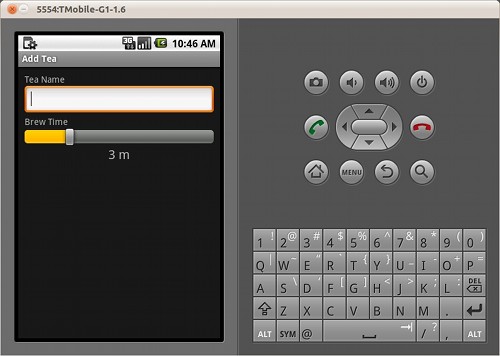 5554:TMobile-G1-1.6
3G
10:46 AM
Add Tea
Tea Name
Brew Time
3 m
MENU
1 ! 2 @ 3 # 4 $ 5 % 6 ^ 7 & 8 * 9 ( 0 )
Q | W ~ E " R ` T { Y } U _ I - O + P =
A S \ D ' F [ G ] H < J > K ; L : DEL
Z X C V B N M .
ALT SYM @ / ? , ALT